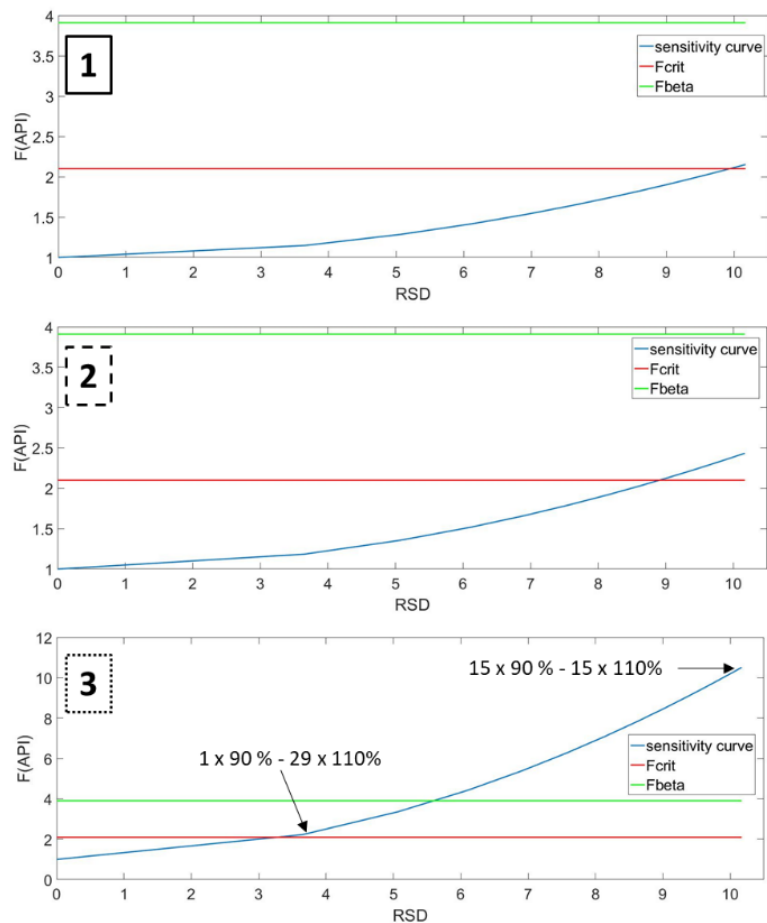 4
3.5
3
2.5
2
1.5
1
F(API)
1
sensitivity curve
Fcrit
Fbeta
0 1 2 3 4 5 6 7 8 9 10
RSD
4
3.5
3
2.5
2
1.5
1
F(API)
2
sensitivity curve
Fcrit
Fbeta
0 1 2 3 4 5 6 7 8 9 10
RSD
12
10
8
6
4
2
0
F(API)
3
15 x 90 % - 15 x 110%
1 x 90 % - 29 x 110%
sensitivity curve
Fcrit
Fbeta
0 1 2 3 4 5 6 7 8 9 10
RSD